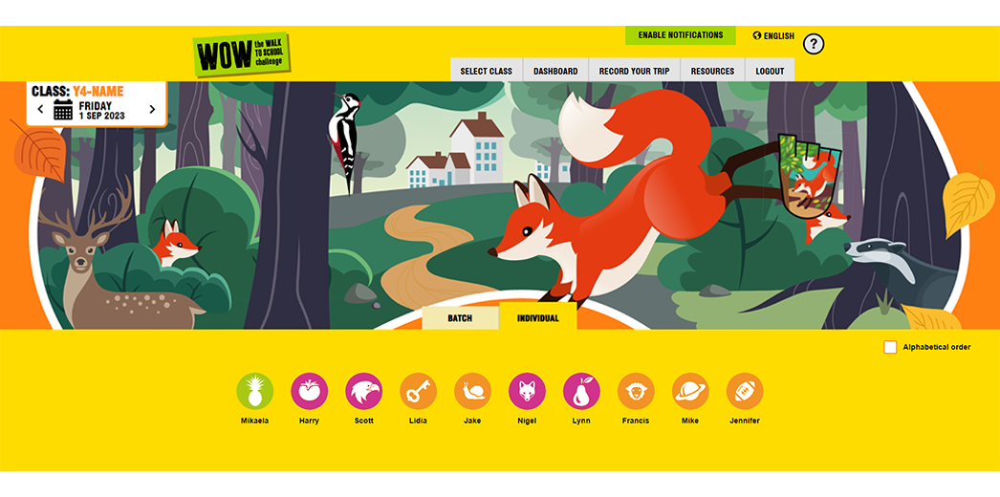 WOW
the WALK
TO SCHOOL
challenge
ENABLE NOTIFICATIONS
ENGLISH
?
SELECT CLASS
DASHBOARD
RECORD YOUR TRIP
RESOURCES
LOGOUT
CLASS: Y4-NAME
FRIDAY
1 SEP 2023
BATCH
INDIVIDUAL
Alphabetical order
Mikaela
Harry
Scott
Lidia
Jake
Nigel
Lynn
Francis
Mike
Jennifer